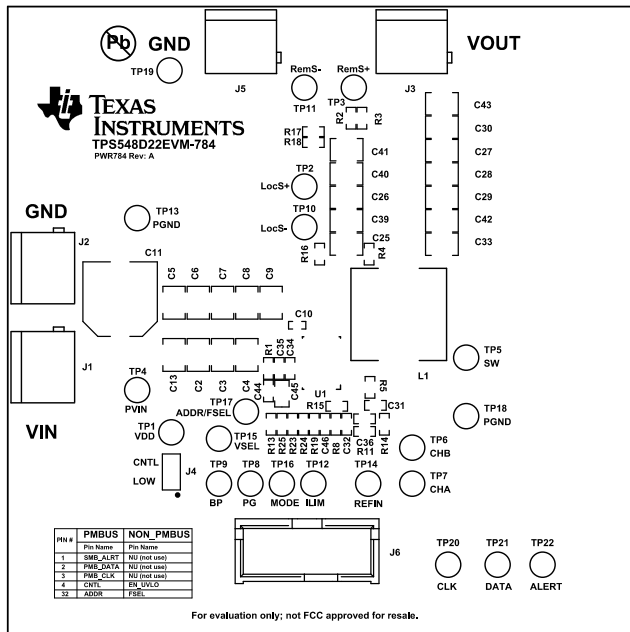 Pb GND VOUT
TP19 J5 J3
RemS- RemS+
TP11 TP3
TEXAS
INSTRUMENTS
TPS548D22EVM-784
PWR784 Rev: A
R2 R3
R17
R18
C43
C30
C41 C27
TP2 C40 C28
LocS+ C26 C29
TP10 C39 C42
LocS- C25 C33
R16 R4
GND
TP13
PGND
J2 C11
C5 C6 C7 C8 C9
C10
J1
VIN
TP4
PVIN
C13 C2 C3 C4
R1 C35 C34
C44 C45
U1
R15
L1
R5
C31
TP5
SW
TP18
PGND
TP17
ADDR/FSEL
TP1
VDD
TP15
VSEL
R13 R25 R23 R24 R19 C46 R8 C32
C36
R11
R14
TP6
CHB
TP7
CHA
CNTL
LOW
J4
TP9 TP8 TP16 TP12 TP14
BP PG MODE ILIM REFIN
PIN # PMBUS NON_PMBUS
Pin Name Pin Name
1 SMB_ALRT NU (not use)
2 PMB_DATA NU (not use)
3 PMB_CLK NU (not use)
4 CNTL EN_UVLO
32 ADDR FSEL
J6
TP20 TP21 TP22
CLK DATA ALERT
For evaluation only; not FCC approved for resale.